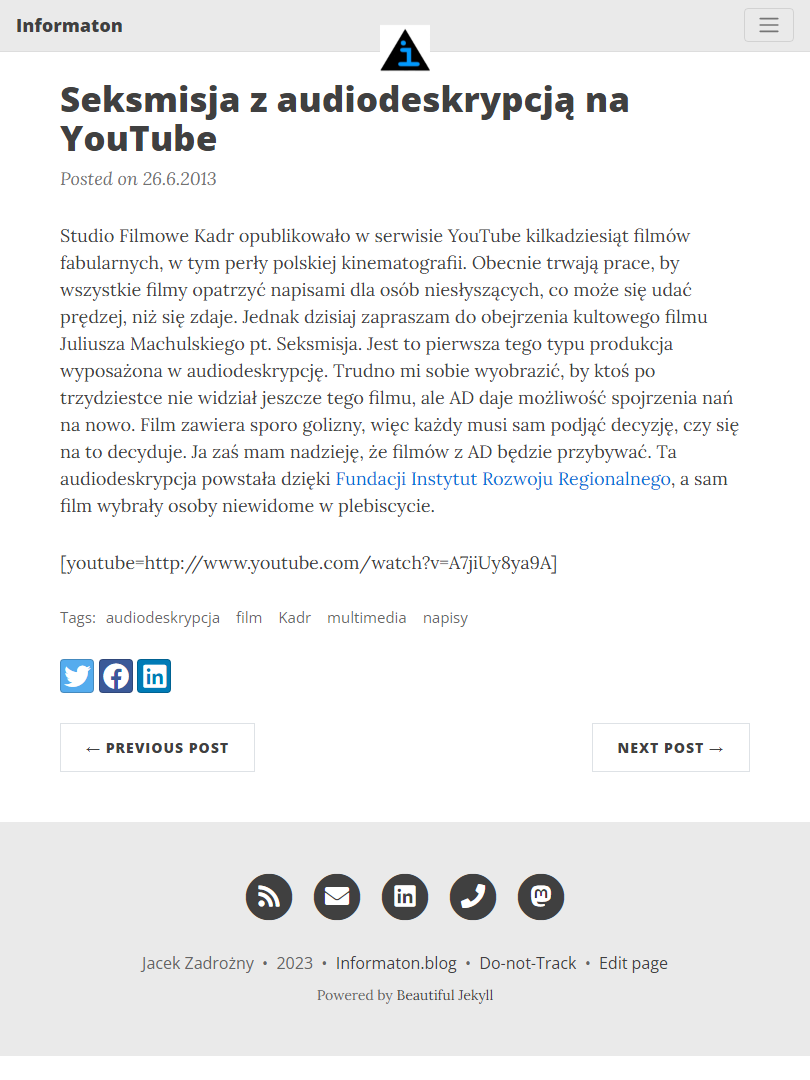 Informaton
Seksmisja z audiodeskrypcją na
YouTube
Posted on 26.6.2013
Studio Filmowe Kadr opublikowało w serwisie YouTube kilkadziesiąt filmów
fabularnych, w tym perły polskiej kinematografii. Obecnie trwają prace, by
wszystkie filmy opatrzyć napisami dla osób niesłyszących, co może się udać
prędzej, niż się zdaje. Jednak dzisiaj zapraszam do obejrzenia kultowego filmu
Juliusza Machulskiego pt. Seksmisja. Jest to pierwsza tego typu produkcja
wyposażona w audiodeskrypcję. Trudno mi sobie wyobrazić, by ktoś po
trzydziestce nie widział jeszcze tego filmu, ale AD daje możliwość spojrzenia nań
na nowo. Film zawiera sporo golizny, więc każdy musi sam podjąć decyzję, czy się
na to decyduje. Ja zaś mam nadzieję, że filmów z AD będzie przybywać. Ta
audiodeskrypcja powstała dzięki Fundacji Instytut Rozwoju Regionalnego, a sam
film wybrały osoby niewidome w plebiscycie.
[youtube=http://www.youtube.com/watch?v=A7jiUy8ya9A]
Tags: audiodeskrypcja film Kadr multimedia napisy
← PREVIOUS POST
NEXT POST →
Jacek Zadrożny • 2023 • Informaton.blog • Do-not-Track • Edit page
Powered by Beautiful Jekyll